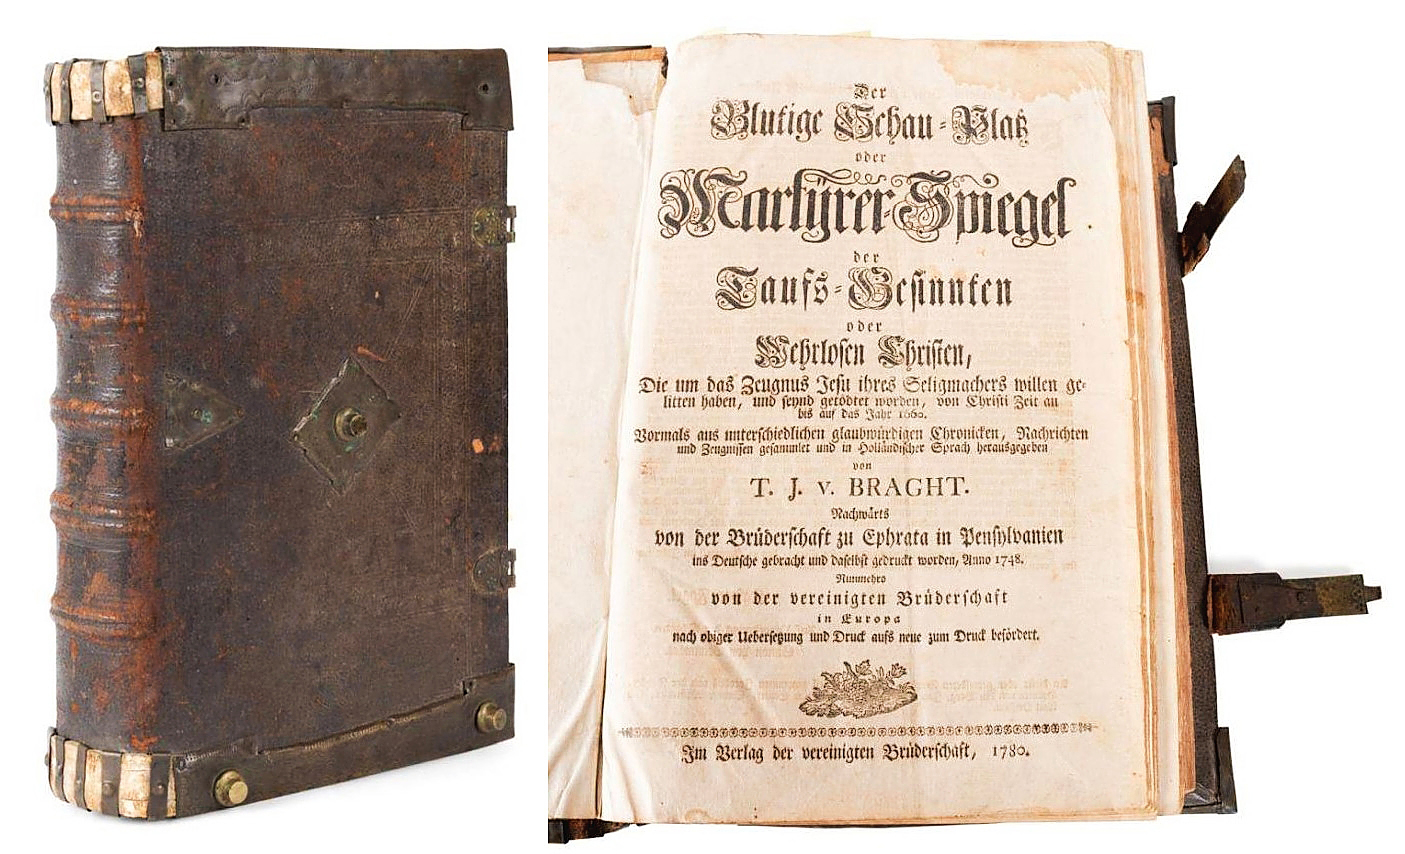 Der
Blutige Schau-Platz
oder
Martÿrer-Spiegel
der
Taufs-Gesinnten
oder
Wehrlosen Christen,
Die um das Zeugnus Jesu ihres Seligmachers willen ge-
litten haben, und seynd getödtet worden, von Christi Zeit an
bis auf das Jahr 1660.
Vormals aus unterschiedlichen glaubwürdigen Chronicken, Nachrichten
und Zeugnissen gesammlet und in Holländischer Sprach herausgegeben
von
T. J. v. BRAGHT.
Nachwärts
von der Brüderschaft zu Ephrata in Pensylvanien
ins Deutsche gebracht und daselbst gedruckt worden, Anno 1748.
Nunmehro
von der vereinigten Brüderschaft
in Europa
nach obiger Uebersetzung und Druck aufs neue zum Druck befördert.
Im Verlag der vereinigten Brüderschaft, 1780.